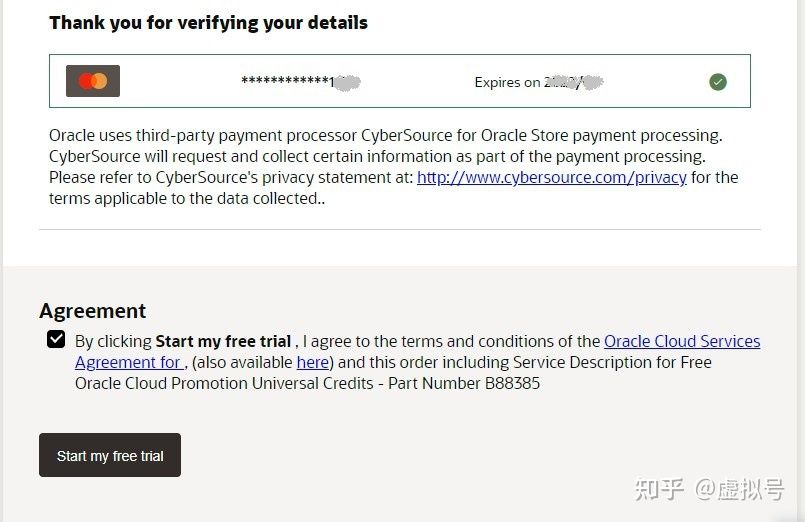 Thank you for verifying your details
************1
Expires on
Oracle uses third-party payment processor CyberSource for Oracle Store payment processing.
CyberSource will request and collect certain information as part of the payment processing.
Please refer to CyberSource's privacy statement at: http://www.cybersource.com/privacy for the
terms applicable to the data collected..
Agreement
By clicking Start my free trial , I agree to the terms and conditions of the Oracle Cloud Services
Agreement for , (also available here) and this order including Service Description for Free
Oracle Cloud Promotion Universal Credits - Part Number B88385
Start my free trial
知乎 @虚拟号